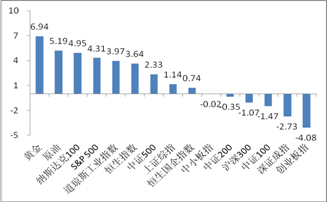 10
6.94
5.19
4.95
4.31
3.97
3.64
4
2.33
1.14
0.74
-1
-0.02
-0.35
-1.07
-1.47
-2.73
-4.08
-5
黄金
原油
纳斯达克100
S&P500
道琼斯工业指数
恒生指数
中证500
上证综指
恒生国企指数
中小板指
中证200
沪深300
中证100
深证成指
创业板指